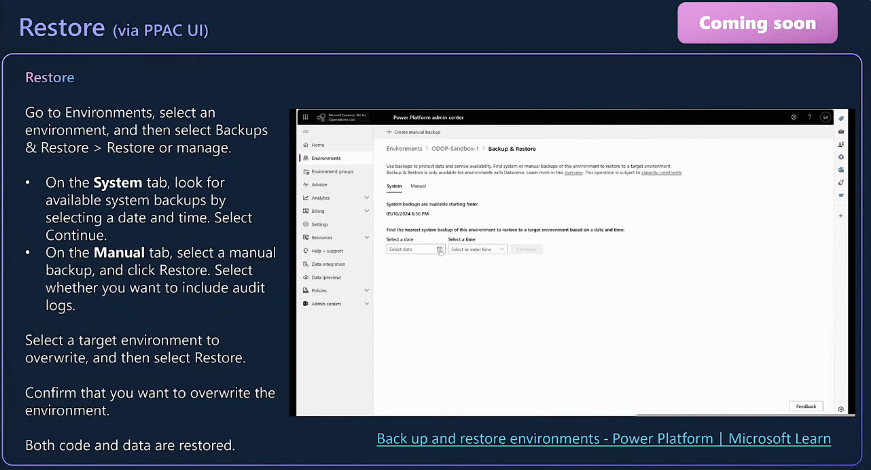 Restore (via PPAC UI)
Coming soon
Restore
Go to Environments, select an
environment, and then select Backups
& Restore > Restore or manage.
• On the System tab, look for
available system backups by
selecting a date and time. Select
Continue.
• On the Manual tab, select a manual
backup, and click Restore. Select
whether you want to include audit
logs.
Select a target environment to
overwrite, and then select Restore.
Confirm that you want to overwrite the
environment.
Both code and data are restored.
Operations Lab
Power Platform admin center
Home
Environments
Environment groups
Advisor
Analytics
Billing
Settings
Resources
Help + support
Data integration
Data (preview)
Policies
Admin centers
+ Create manual backup
Environments > ODOP-Sandbox-1 > Backup & Restore
Use backups to protect data and service availability. Find system or manual backups of this environment to restore to a target environment.
Backup & Restore is only available for environments with Dataverse. Learn more in this overview. This operation is subject to capacity constraints
System Manual
System backups are available starting from:
05/10/2024 6:56 PM
Find the nearest system backup of this environment to restore to a target environment based on a date and time:
Select a date Select a time
Select date Select or enter time Continue
Feedback
Back up and restore environments - Power Platform | Microsoft Learn